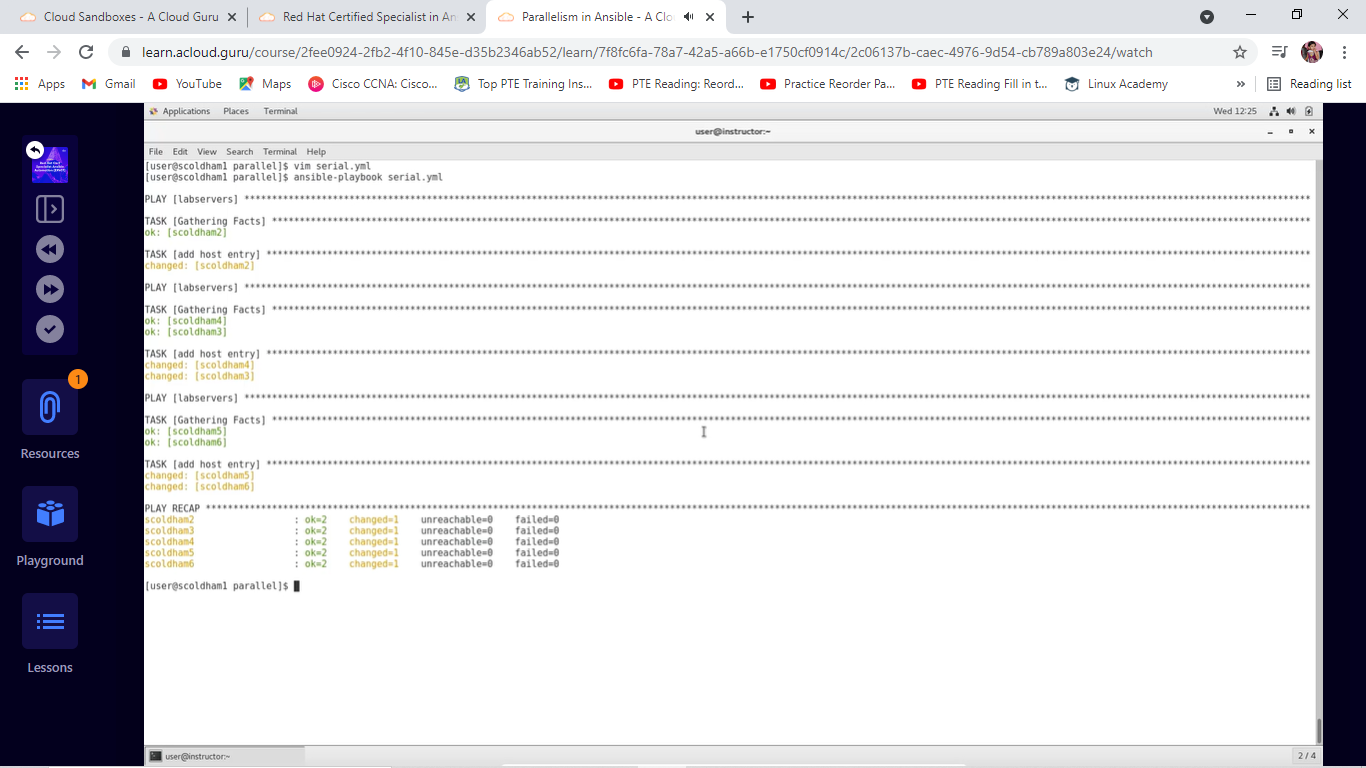 Cloud Sandboxes - A Cloud Guru
Red Hat Certified Specialist in An
Parallelism in Ansible - A Clo
learn.acloud.guru/course/2fee0924-2fb2-4f10-845e-d35b2346ab52/learn/7f8fc6fa-78a7-42a5-a66b-e1750cf0914c/2c06137b-caec-4976-9d54-cb789a803e24/watch
Apps Gmail YouTube Maps Cisco CCNA: Cisco... Top PTE Training Ins... PTE Reading: Reord... Practice Reorder Pa... PTE Reading Fill in t... Linux Academy » Reading list
Applications Places Terminal Wed 12:25
user@instructor:~
File Edit View Search Terminal Help
[user@scoldham1 parallel]$ vim serial.yml
[user@scoldham1 parallel]$ ansible-playbook serial.yml
PLAY [labservers]
TASK [Gathering Facts]
ok: [scoldham2]
TASK [add host entry]
changed: [scoldham2]
PLAY [labservers]
TASK [Gathering Facts]
ok: [scoldham4]
ok: [scoldham3]
TASK [add host entry]
changed: [scoldham4]
changed: [scoldham3]
PLAY [labservers]
TASK [Gathering Facts]
ok: [scoldham5]
ok: [scoldham6]
TASK [add host entry]
changed: [scoldham5]
changed: [scoldham6]
PLAY RECAP
scoldham2 : ok=2 changed=1 unreachable=0 failed=0
scoldham3 : ok=2 changed=1 unreachable=0 failed=0
scoldham4 : ok=2 changed=1 unreachable=0 failed=0
scoldham5 : ok=2 changed=1 unreachable=0 failed=0
scoldham6 : ok=2 changed=1 unreachable=0 failed=0
[user@scoldham1 parallel]$
user@instructor:~
2 / 4
1
Resources
Playground
Lessons